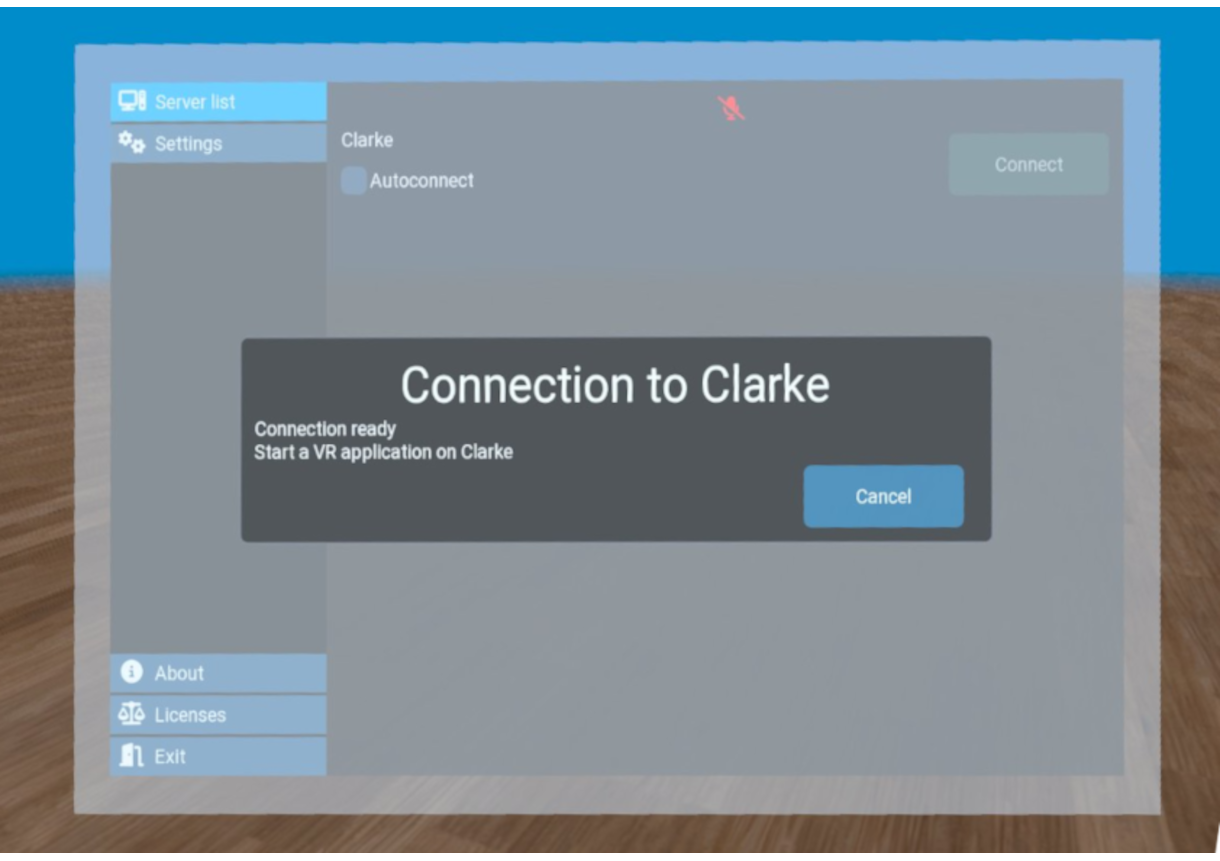 Server list
Settings
Clarke
Autoconnect
Connect
Connection to Clarke
Connection ready
Start a VR application on Clarke
Cancel
About
Licenses
Exit